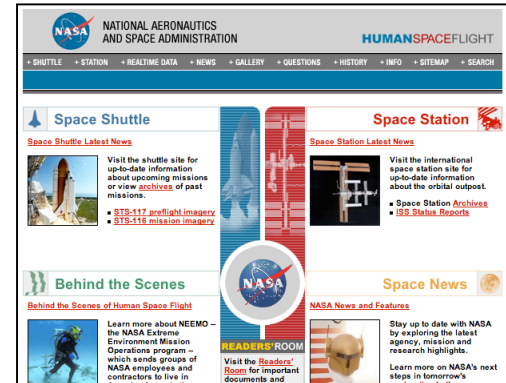 NASA
NATIONAL AERONAUTICS
AND SPACE ADMINISTRATION
HUMANSPACEFLIGHT
+ SHUTTLE + STATION + REALTIME DATA + NEWS + GALLERY + QUESTIONS + HISTORY + INFO + SITEMAP + SEARCH
Space Shuttle
Space Shuttle Latest News
Visit the shuttle site for
up-to-date information
about upcoming missions
or view archives of past
missions.
STS-117 preflight imagery
STS-116 mission imagery
Space Station
Space Station Latest News
Visit the international
space station site for
up-to-date information
about the orbital outpost.
Space Station Archives
ISS Status Reports
NASA
Behind the Scenes
Behind the Scenes of Human Space Flight
Learn more about NEEMO –
the NASA Extreme
Environment Mission
Operations program –
which sends groups of
NASA employees and
contractors to live in
READERS'ROOM
Visit the Readers'
Room for important
documents and
Space News
NASA News and Features
Stay up to date with NASA
by exploring the latest
agency, mission and
research highlights.
Learn more on NASA's next
steps in tomorrow's